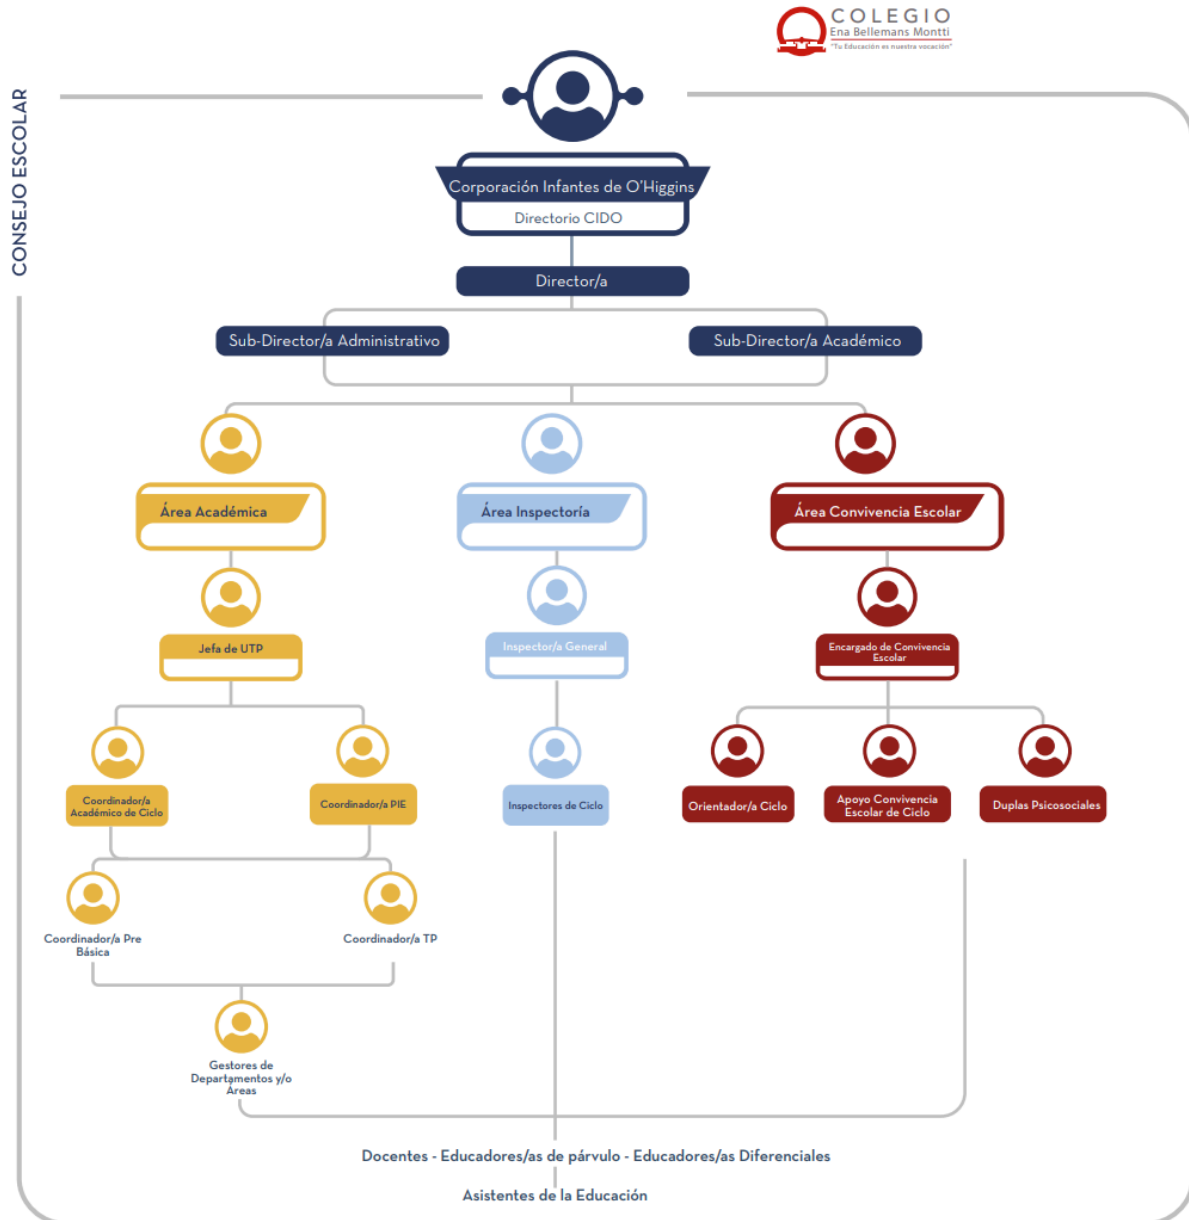 COLEGIO
Ena Bellemans Montti
"Tu Educación es nuestra vocación"
CONSEJO ESCOLAR
Corporación Infantes de O'Higgins
Directorio CIDO
Director/a
Sub-Director/a Administrativo
Sub-Director/a Académico
Área Académica
Área Inspectoría
Área Convivencia Escolar
Jefa de UTP
Inspector/a General
Encargado de Convivencia
Escolar
Coordinador/a
Académico de Ciclo
Coordinador/a PIE
Inspectores de Ciclo
Orientador/a Ciclo
Apoyo Convivencia
Escolar de Ciclo
Duplas Psicosociales
Coordinador/a Pre
Básica
Coordinador/a TP
Gestores de
Departamentos y/o
Áreas
Docentes - Educadores/as de párvulo - Educadores/as Diferenciales
Asistentes de la Educación